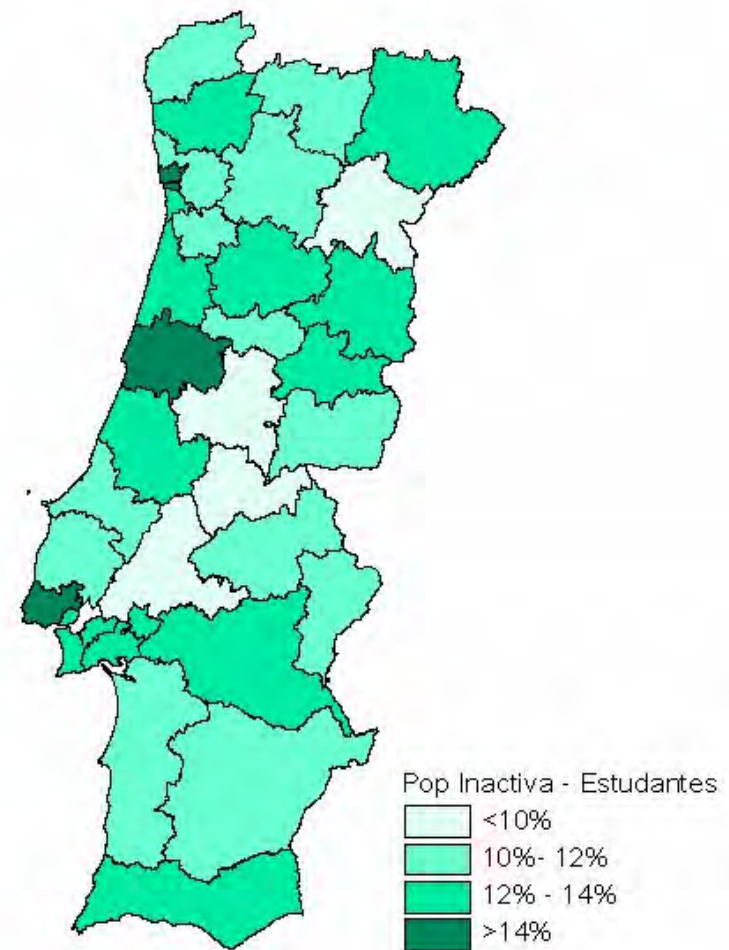 Pop Inactiva - Estudantes
<10%
10%- 12%
12% - 14%
>14%